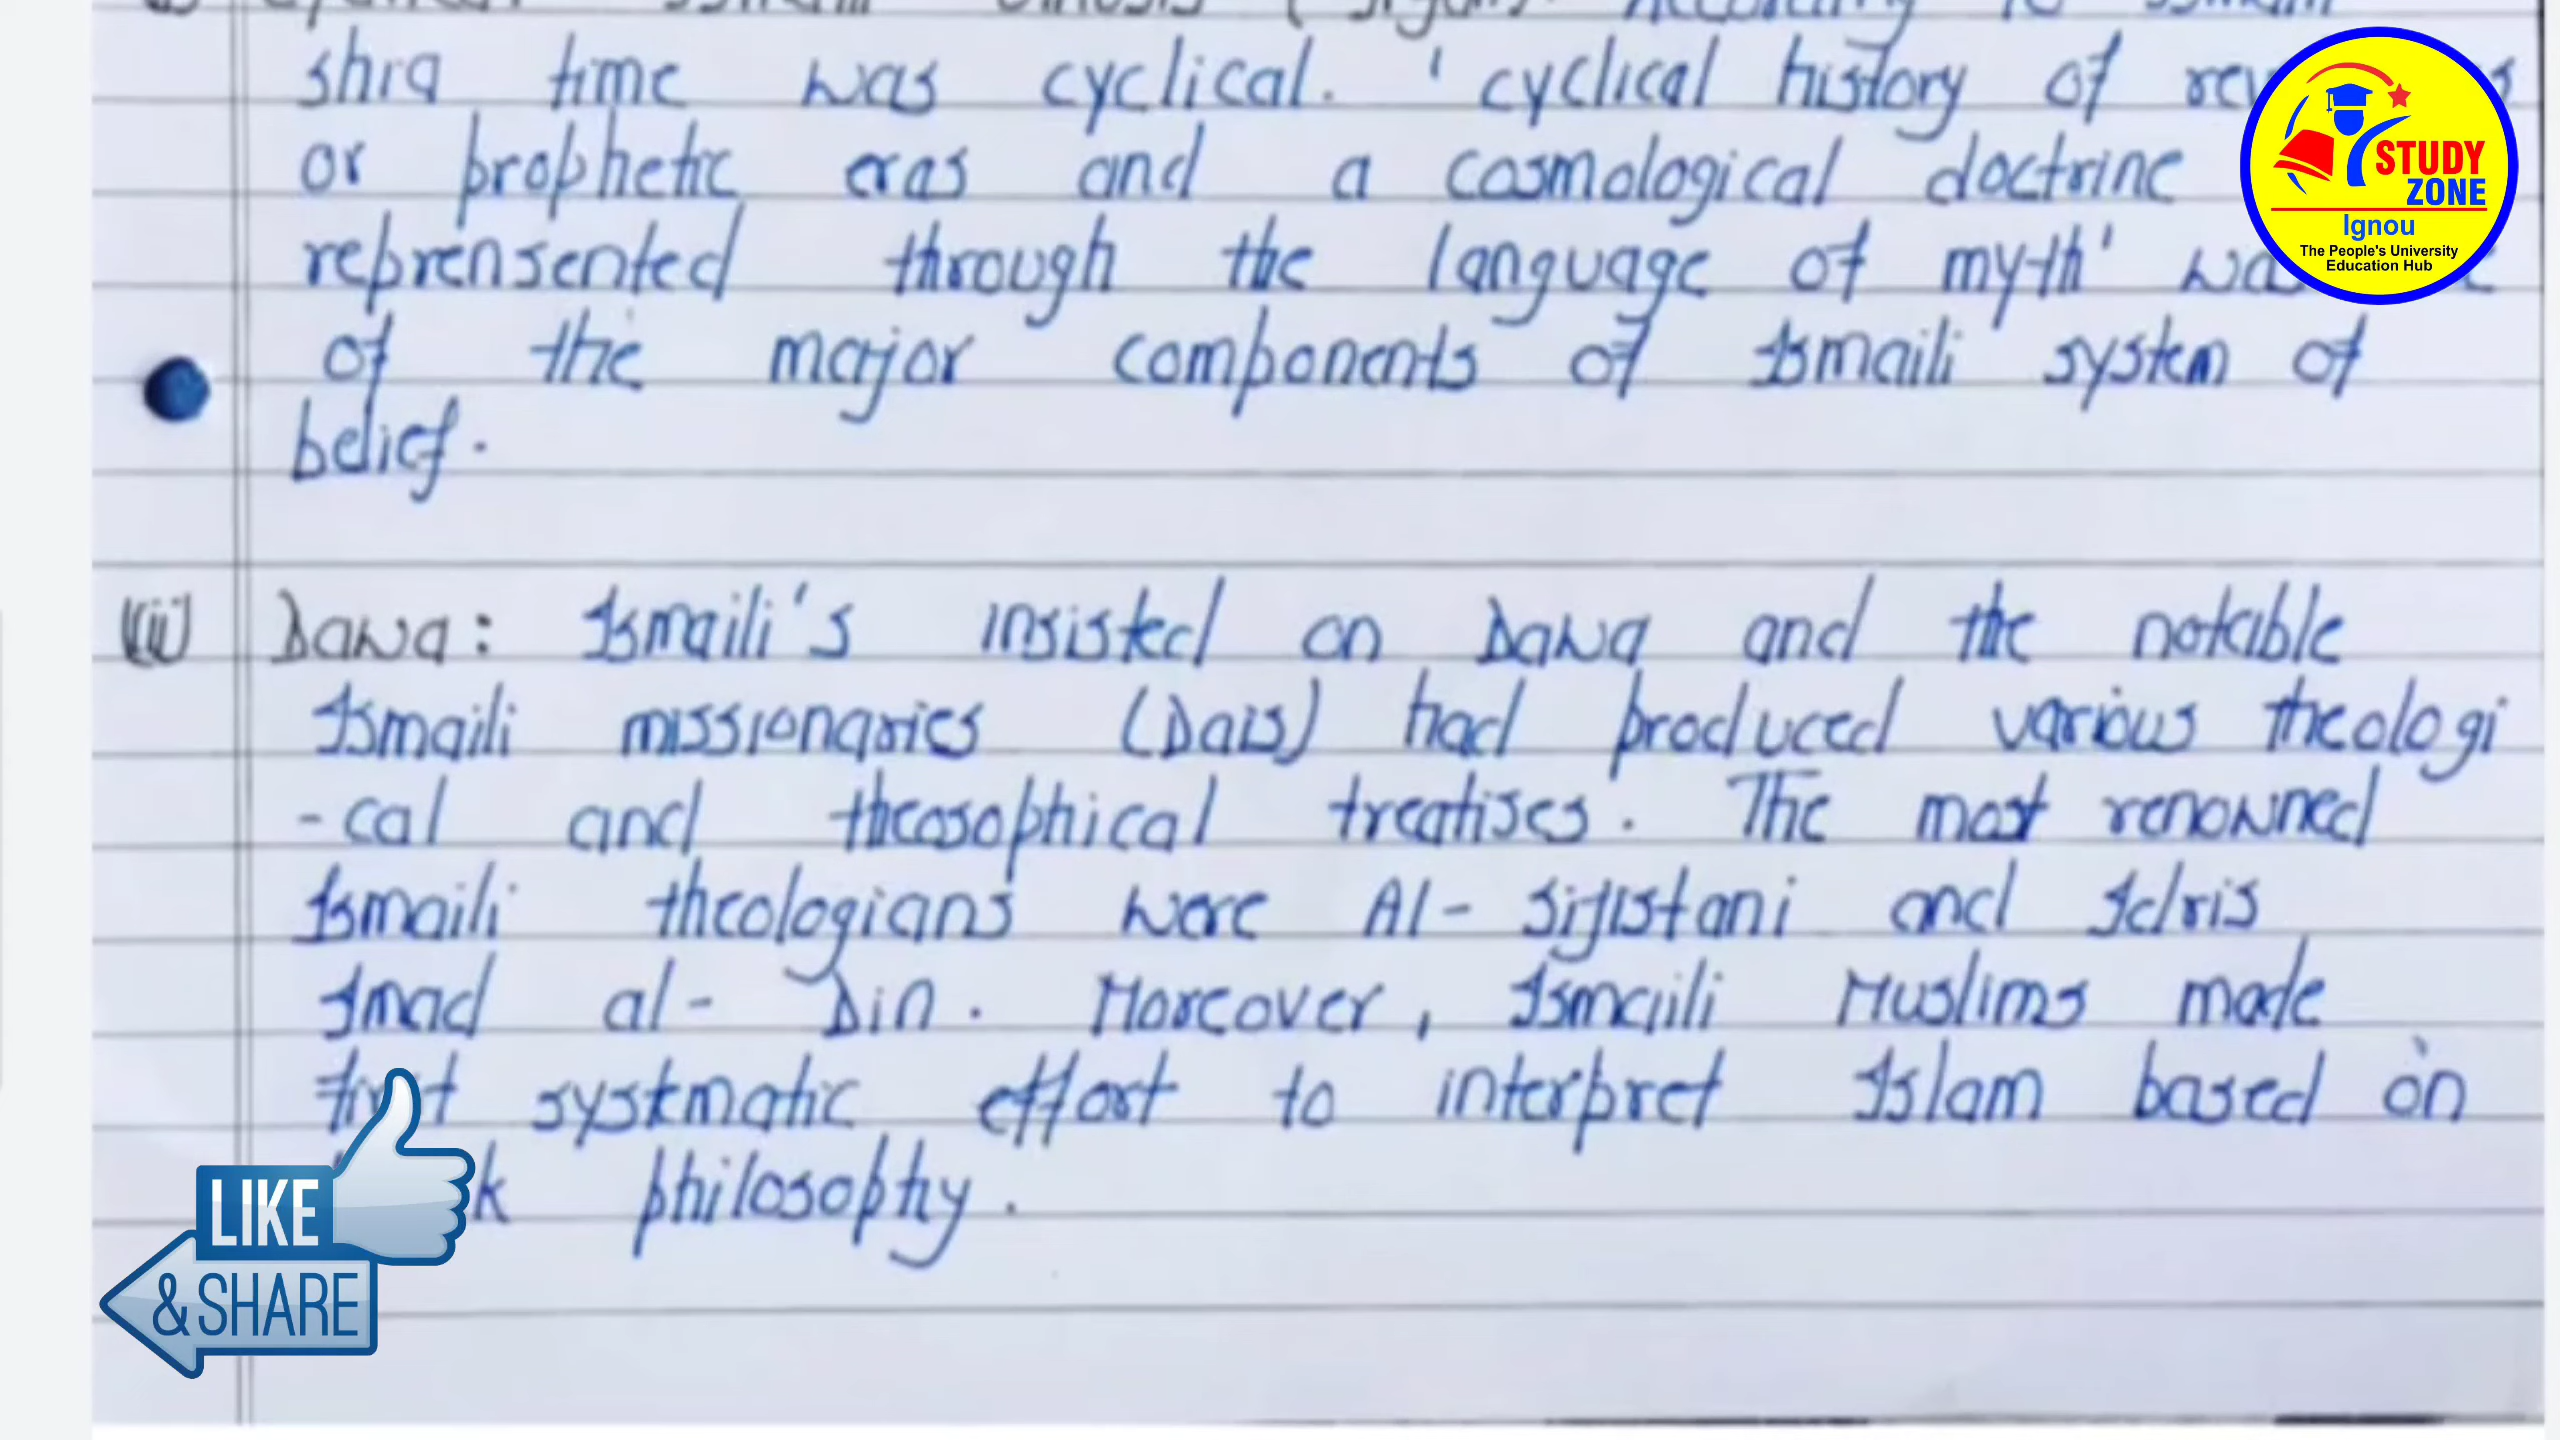 shia time was cyclical. 'cyclical history of
or prophetic eras and a cosmological doctrine
reprensented through the language of myth'
of the major components of Ismaili system of
belief.
(ii) Dawa: Ismaili's insisted on Dawa and the notable
Ismaili missionaries (Dais) had produced various theologi
-cal and theosophical treatises. The most renowned
Ismaili theologians were Al- Sijistani and Idris
Imad al- Din. Moreover, Ismaili Muslims made
first systematic effort to interpret Islam based on
philosophy.
STUDY
ZONE
Ignou
The People's University
Education Hub
LIKE
& SHARE